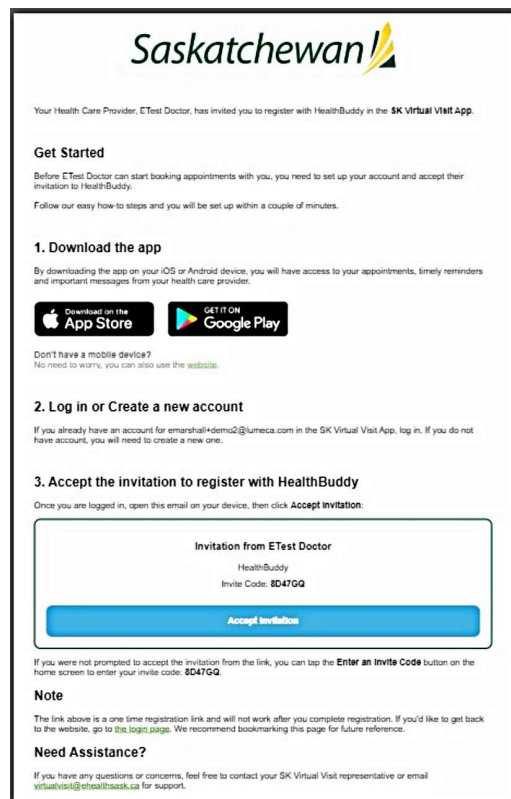 Saskatchewan
Your Health Care Provider, ETest Doctor, has invited you to register with HealthBuddy in the SK Virtual Visit App.
Get Started
Before ETest Doctor can start booking appointments with you, you need to set up your account and accept their
invitation to HealthBuddy.
Follow our easy how-to steps and you will be set up within a couple of minutes.
1. Download the app
By downloading the app on your iOS or Android device, you will have access to your appointments, timely reminders
and important messages from your health care provider.
Download on the
App Store
GET IT ON
Google Play
Don't have a mobile device?
No need to worry, you can also use the website.
2. Log in or Create a new account
If you already have an account for emarshall+demo2@lumeca.com in the SK Virtual Visit App, log in. If you do not
have account, you will need to create a new one.
3. Accept the invitation to register with HealthBuddy
Once you are logged in, open this email on your device, then click Accept Invitation:
Invitation from ETest Doctor
HealthBuddy
Invite Code: 8D47GQ
Accept Invitation
If you were not prompted to accept the invitation from the link, you can tap the Enter an Invite Code button on the
home screen to enter your invite code: 8D47GQ.
Note
The link above is a one time registration link and will not work after you complete registration. If you'd like to get back
to the website, go to the login page. We recommend bookmarking this page for future reference.
Need Assistance?
If you have any questions or concerns, feel free to contact your SK Virtual Visit representative or email
virtualvisit@ehealthsask.ca for support.